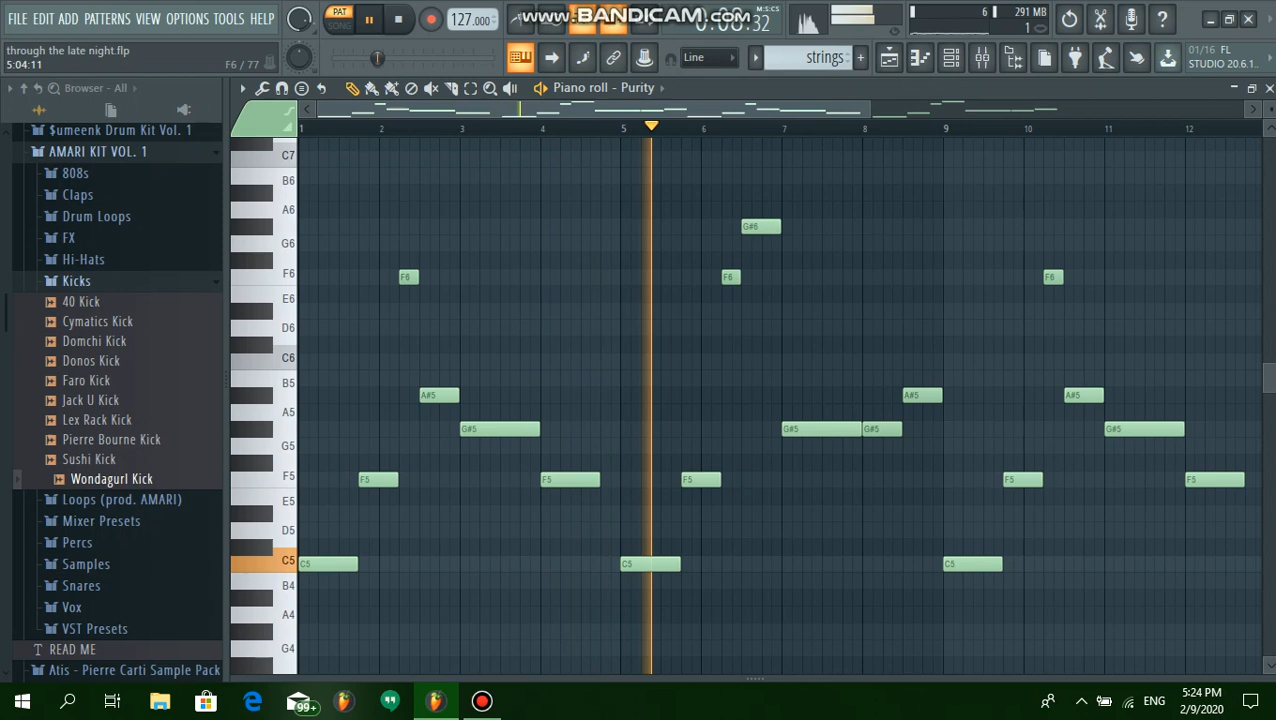 FILE EDIT ADD PATTERNS VIEW OPTIONS TOOLS HELP
PAT
SONG
127.000
www.BANDICAM.com
0:08:32
M:S:CS
6
291 MB
1
through the late night.flp
5:04:11
F6 / 77
Line
strings
01/16 FL
STUDIO 20.6.1..
Browser - All
Piano roll - Purity
$umeenk Drum Kit Vol. 1
AMARI KIT VOL. 1
808s
Claps
Drum Loops
FX
Hi-Hats
Kicks
40 Kick
Cymatics Kick
Domchi Kick
Donos Kick
Faro Kick
Jack U Kick
Lex Rack Kick
Pierre Bourne Kick
Sushi Kick
Wondagurl Kick
Loops (prod. AMARI)
Mixer Presets
Percs
Samples
Snares
Vox
VST Presets
READ ME
Atis - Pierre Carti Sample Pack
1 2 3 4 5 6 7 8 9 10 11 12
C7
B6
A6
G#6
G6
F6 F6 F6 F6
E6
D6
C6
B5
A#5 A#5 A#5
A5
G#5 G#5 G#5 G#5
G5
F5 F5 F5 F5 F5 F5
E5
D5
C5 C5 C5 C5
B4
A4
G4
99+
ENG
5:24 PM
2/9/2020